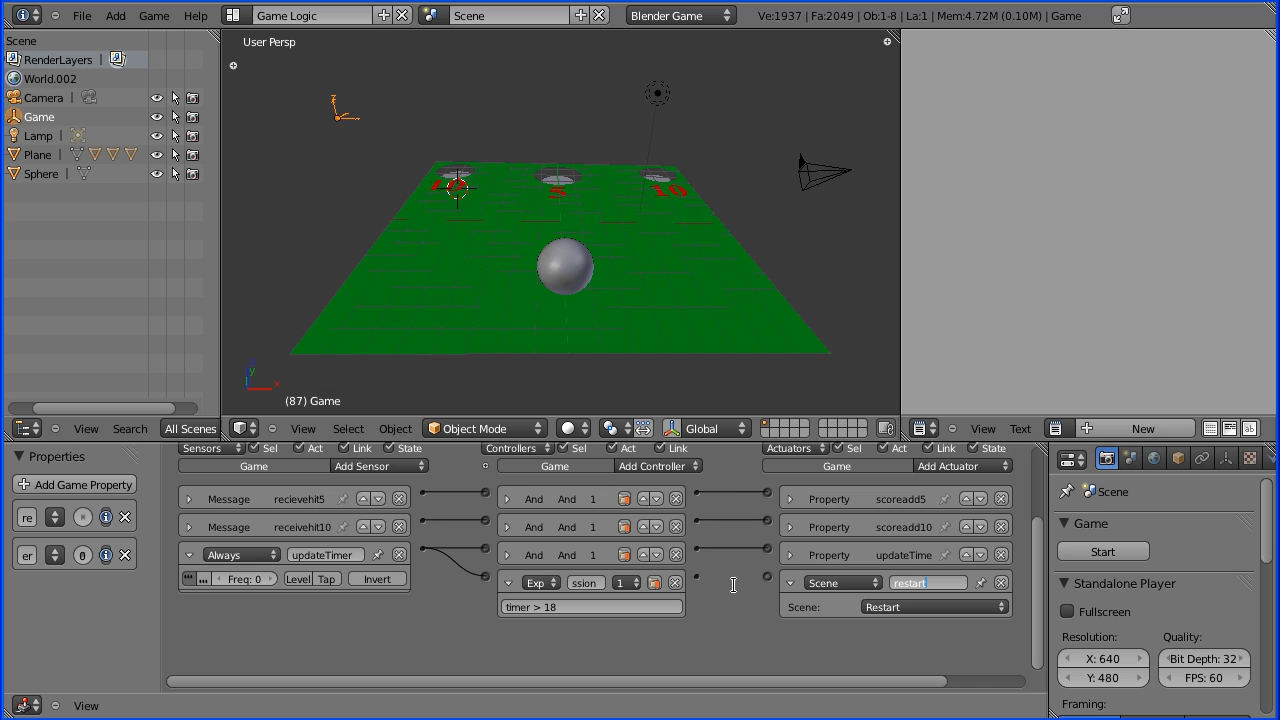 File Add Game Help Game Logic Scene Blender Game Ve:1937 | Fa:2049 | Ob:1-8 | La:1 | Mem:4.72M (0.10M) | Game
Scene
RenderLayers
World.002
Camera
Game
Lamp
Plane
Sphere
User Persp
10 5 10
z
y x
(87) Game
View Search All Scenes
View Select Object Object Mode Global
View Text New
Properties
Add Game Property
re
er 0
Sensors Sel Act Link State
Game Add Sensor
Message recievehit5
Message receivehit10
Always updateTimer
Freq: 0 Level Tap Invert
Controllers Sel Act Link
Game Add Controller
And And 1
And And 1
And And 1
Exp ssion 1
timer > 18
Actuators Sel Act Link State
Game Add Actuator
Property scoreadd5
Property scoreadd10
Property updateTime
Scene restart
Scene: Restart
View
Scene
Game
Start
Standalone Player
Fullscreen
Resolution: Quality:
X: 640 Bit Depth: 32
Y: 480 FPS: 60
Framing: